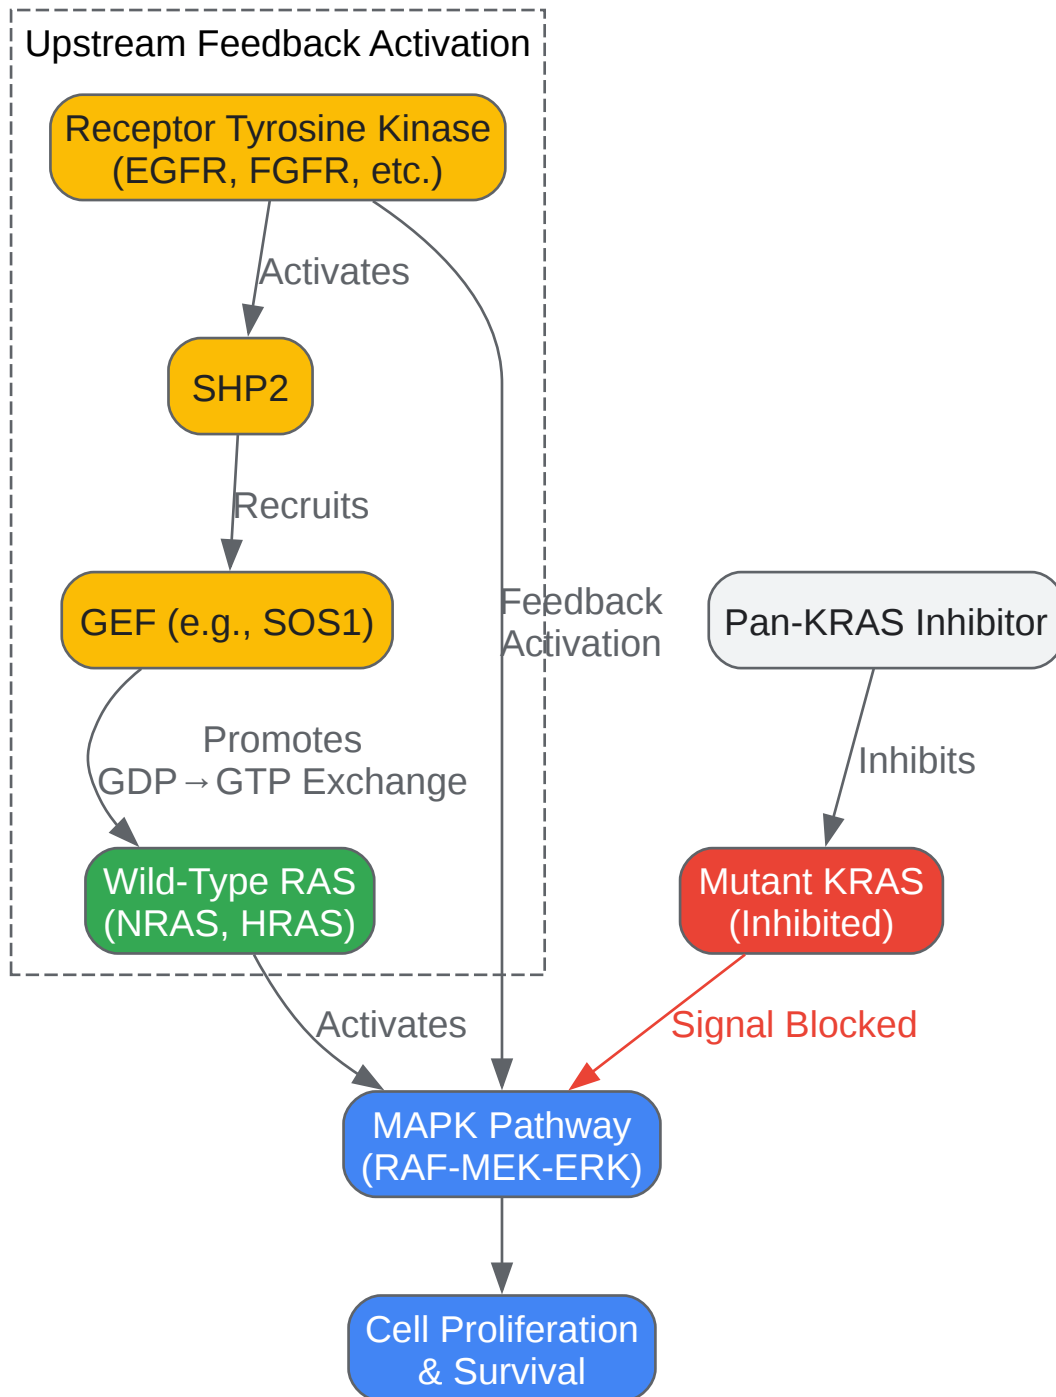 Upstream Feedback Activation
Receptor Tyrosine Kinase
(EGFR, FGFR, etc.)
Activates
SHP2
Recruits
GEF (e.g., SOS1)
Feedback
Activation
Pan-KRAS Inhibitor
Promotes
GDP→GTP Exchange
Inhibits
Wild-Type RAS
(NRAS, HRAS)
Mutant KRAS
(Inhibited)
Activates
Signal Blocked
MAPK Pathway
(RAF-MEK-ERK)
Cell Proliferation
& Survival